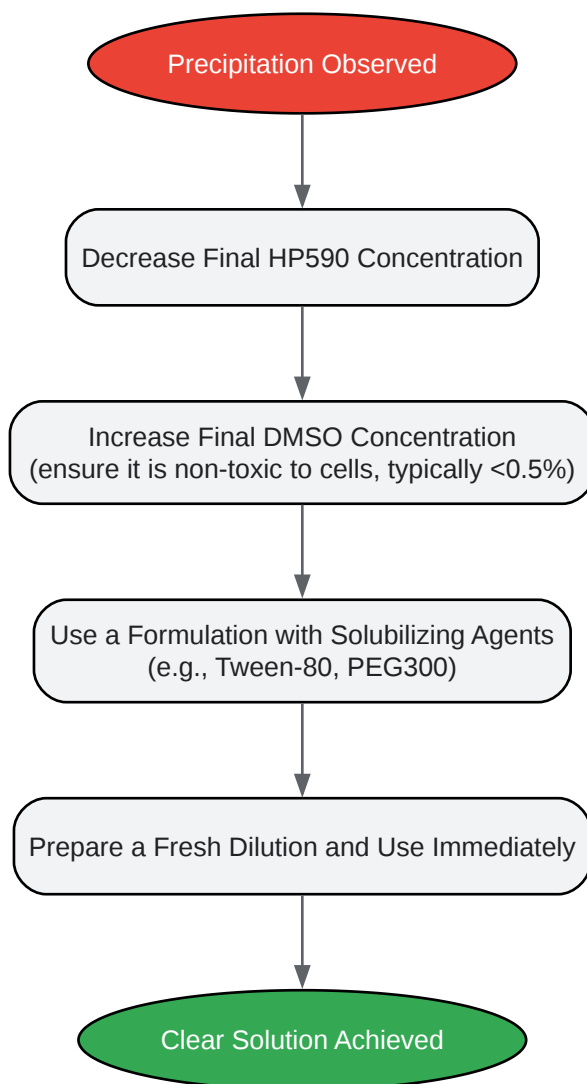 Precipitation Observed
Decrease Final HP590 Concentration
Increase Final DMSO Concentration
(ensure it is non-toxic to cells, typically <0.5%)
Use a Formulation with Solubilizing Agents
(e.g., Tween-80, PEG300)
Prepare a Fresh Dilution and Use Immediately
Clear Solution Achieved